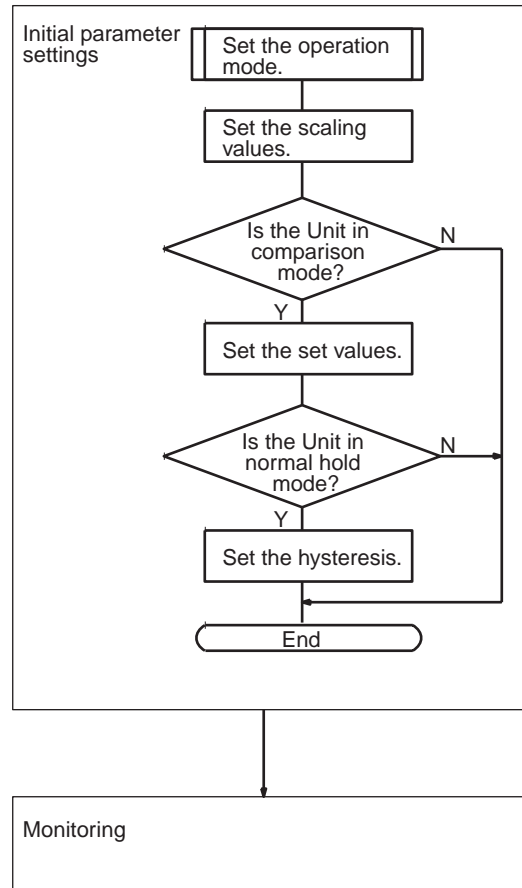 Initial parameter
settings
Set the operation
mode.
Set the scaling
values.
Is the Unit in
comparison
mode?
N
Y
Set the set values.
Is the Unit in
normal hold
mode?
N
Y
Set the hysteresis.
End
Monitoring